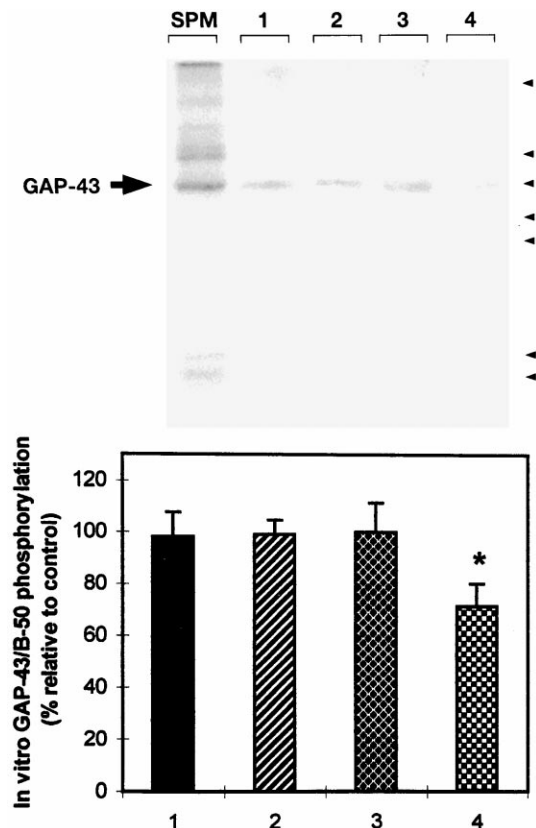 SPM 1 2 3 4
GAP-43
In vitro GAP-43/B-50 phosphorylation
(% relative to control)
120
100
80
60
40
20
0
*
1 2 3 4